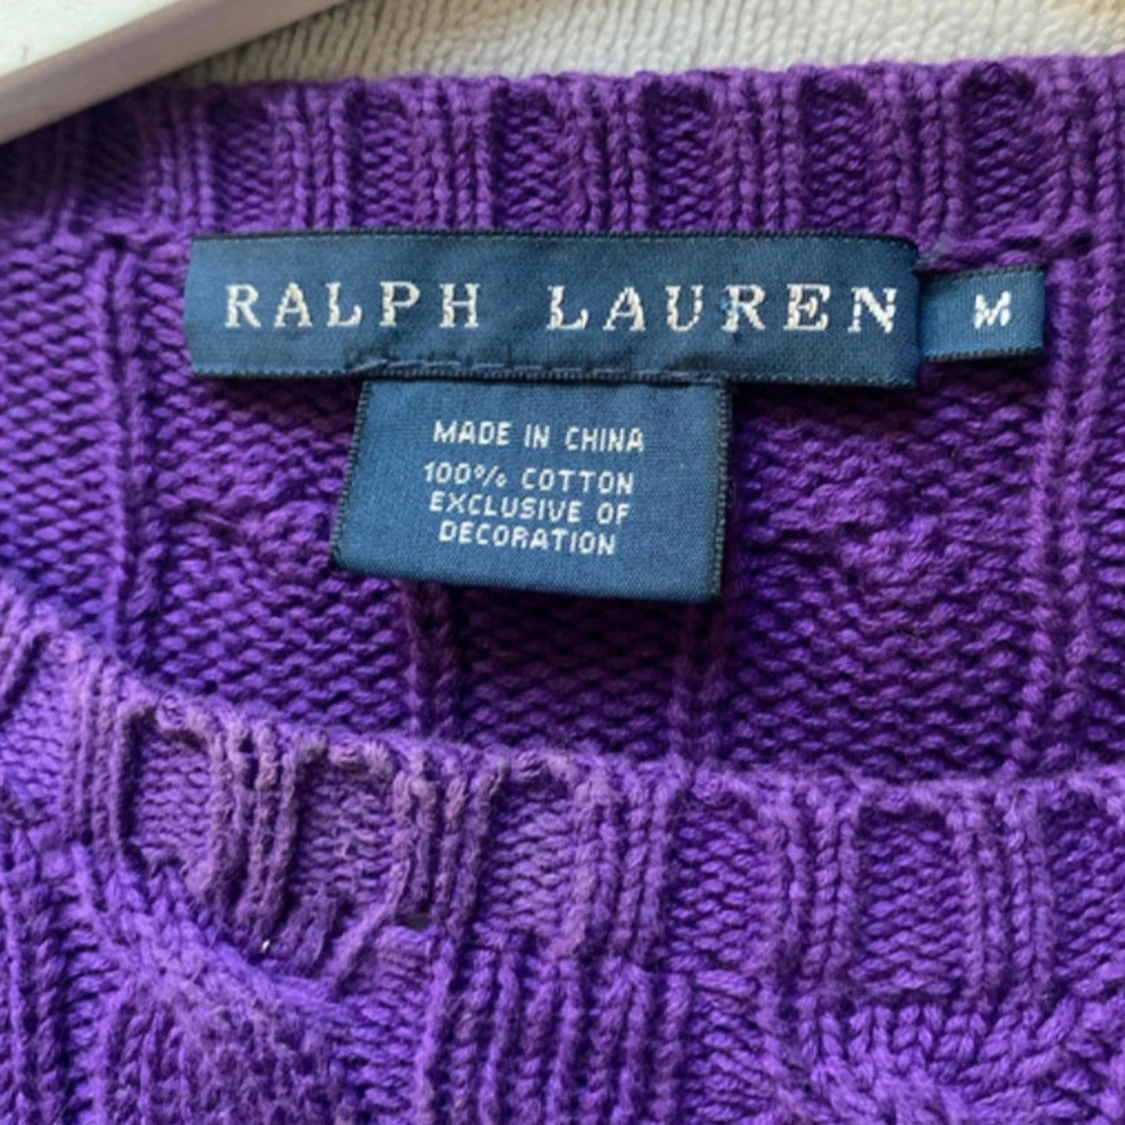 RALPH LAUREN
M
MADE IN CHINA
100% COTTON
EXCLUSIVE OF
DECORATION